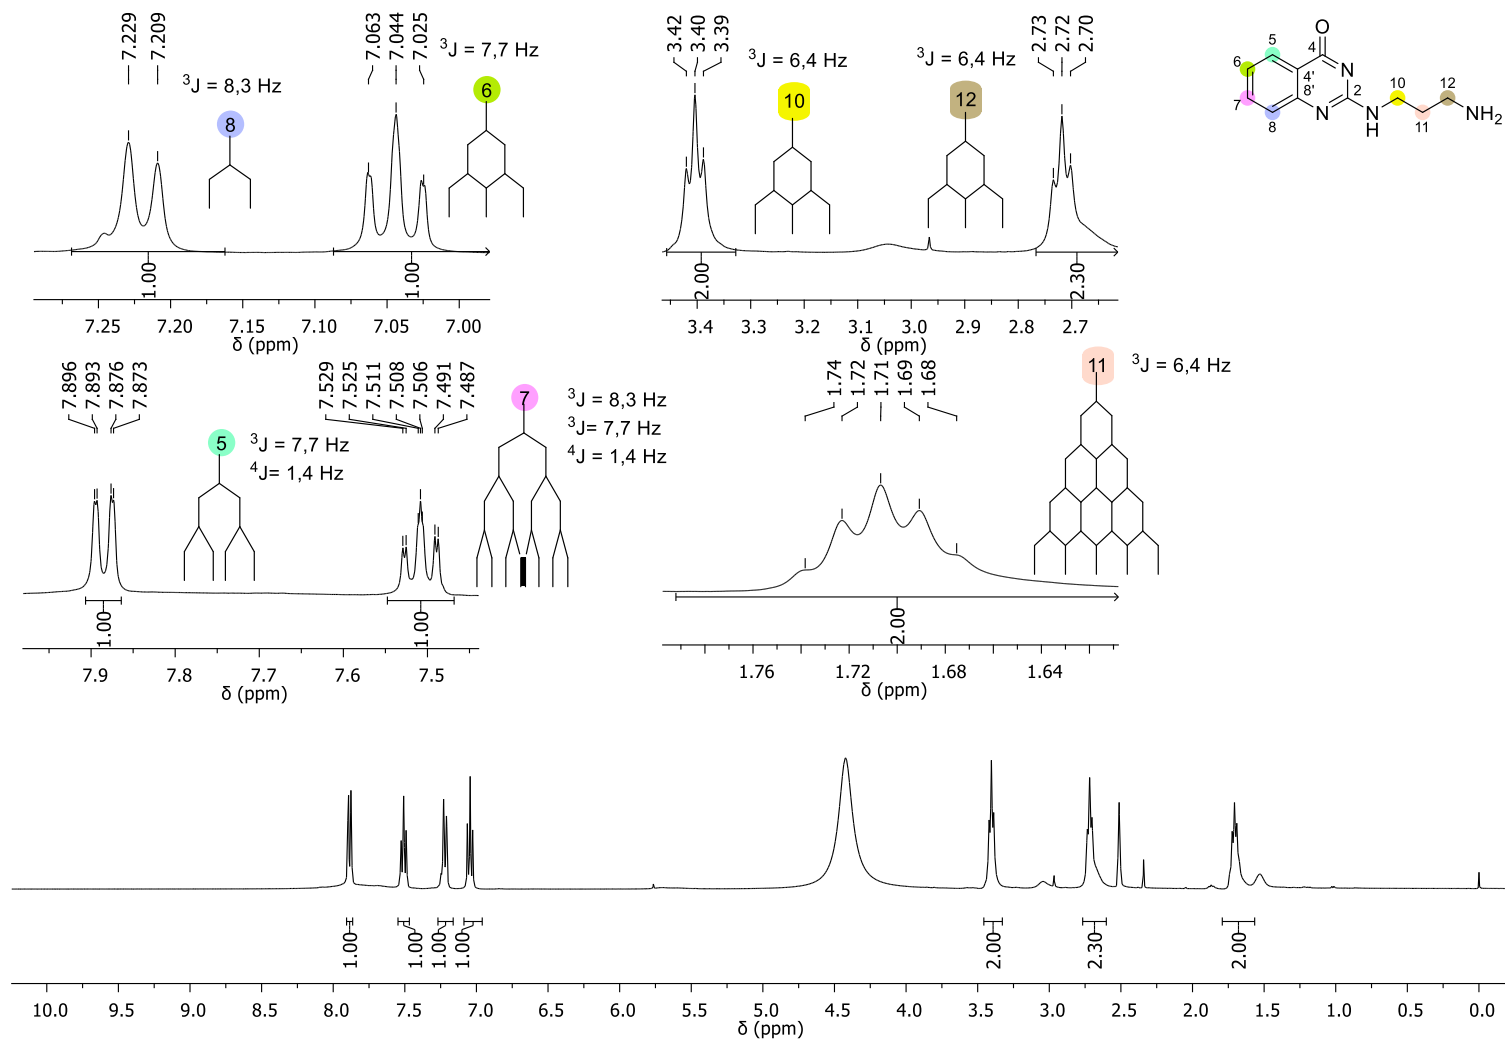 7.229
7.209
³J = 8,3 Hz
8
7.063
7.044
7.025
³J = 7,7 Hz
6
1.00
1.00
7.25 7.20 7.15 7.10 7.05 7.00
δ (ppm)
3.42
3.40
3.39
³J = 6,4 Hz
10
³J = 6,4 Hz
12
2.73
2.72
2.70
2.00
2.30
3.4 3.3 3.2 3.1 3.0 2.9 2.8 2.7
δ (ppm)
O
4
5
6
4'
N
7
8'
2
8
N
N
H
10
11
12
NH₂
7.896
7.893
7.876
7.873
5
³J = 7,7 Hz
⁴J= 1,4 Hz
7.529
7.525
7.511
7.508
7.506
7.491
7.487
7
³J = 8,3 Hz
³J= 7,7 Hz
⁴J = 1,4 Hz
1.00
1.00
7.9 7.8 7.7 7.6 7.5
δ (ppm)
1.74
1.72
1.71
1.69
1.68
11
³J = 6,4 Hz
2.00
1.76 1.72 1.68 1.64
δ (ppm)
1.00
1.00
1.00
1.00
2.00
2.30
2.00
10.0 9.5 9.0 8.5 8.0 7.5 7.0 6.5 6.0 5.5 5.0 4.5 4.0 3.5 3.0 2.5 2.0 1.5 1.0 0.5 0.0
δ (ppm)